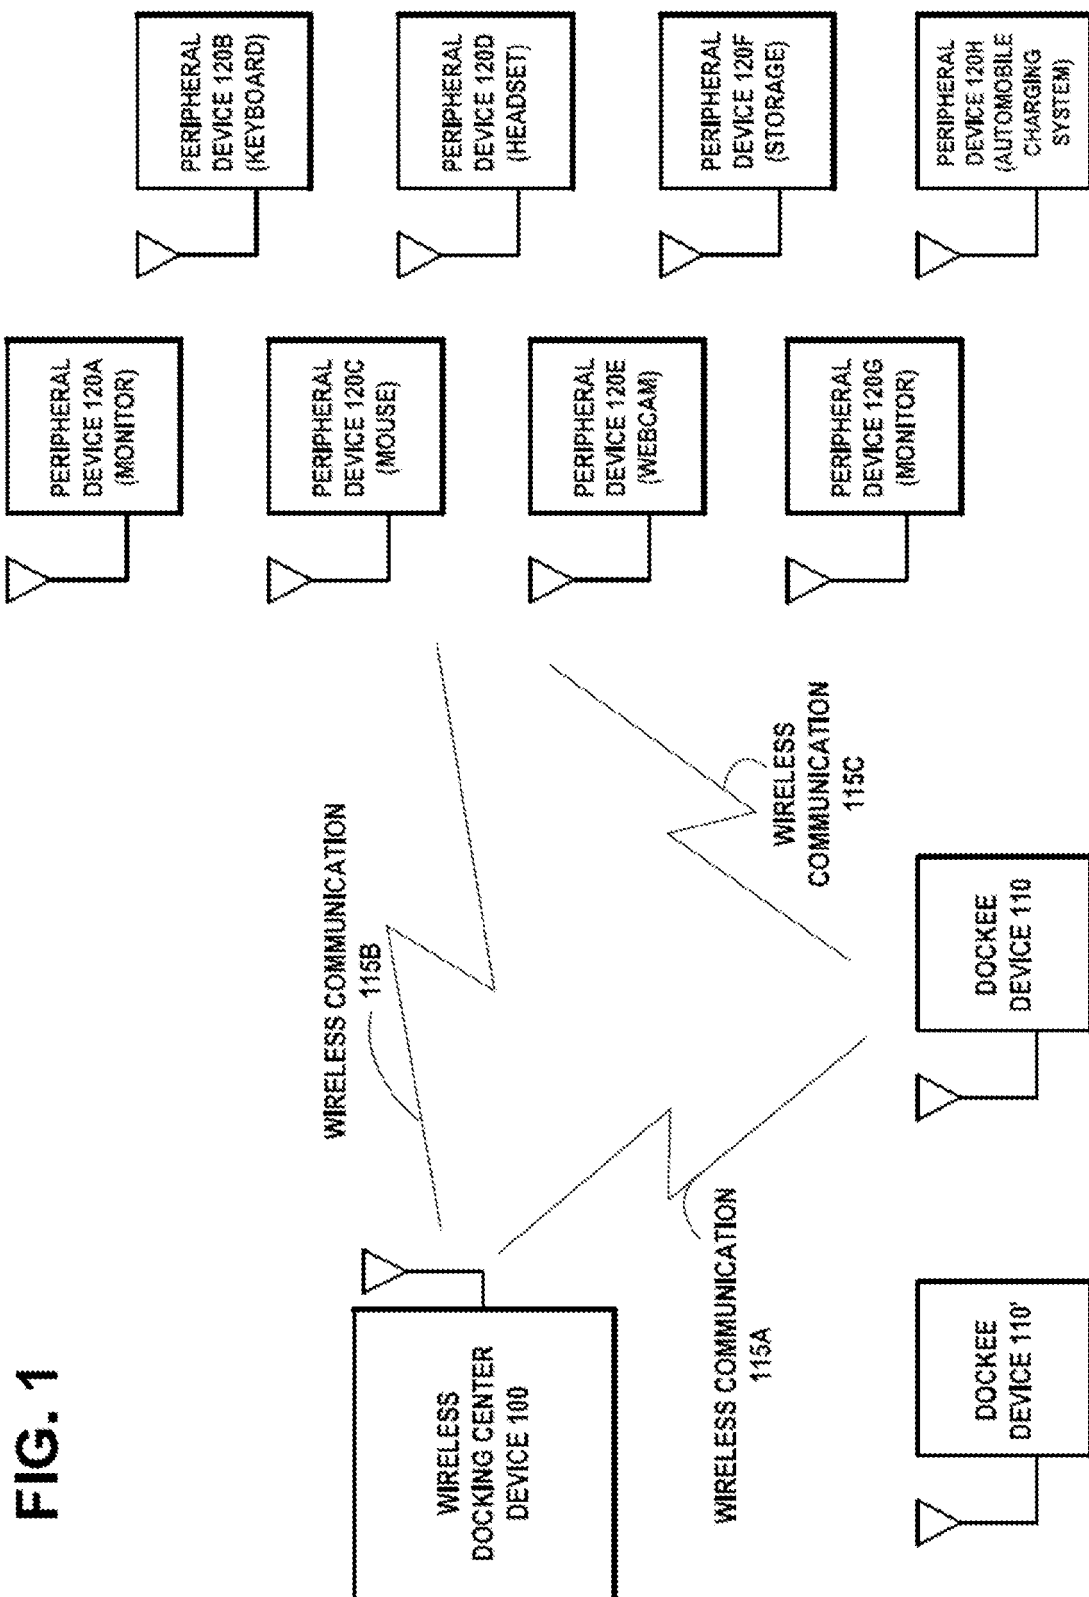 FIG. 1
WIRELESS
DOCKING CENTER
DEVICE 100
WIRELESS COMMUNICATION
115B
WIRELESS COMMUNICATION
115A
WIRELESS
COMMUNICATION
115C
DOCKEE
DEVICE 110'
DOCKEE
DEVICE 110
PERIPHERAL
DEVICE 120A
(MONITOR)
PERIPHERAL
DEVICE 120B
(KEYBOARD)
PERIPHERAL
DEVICE 120C
(MOUSE)
PERIPHERAL
DEVICE 120D
(HEADSET)
PERIPHERAL
DEVICE 120E
(WEBCAM)
PERIPHERAL
DEVICE 120F
(STORAGE)
PERIPHERAL
DEVICE 120G
(MONITOR)
PERIPHERAL
DEVICE 120H
(AUTOMOBILE
CHARGING
SYSTEM)